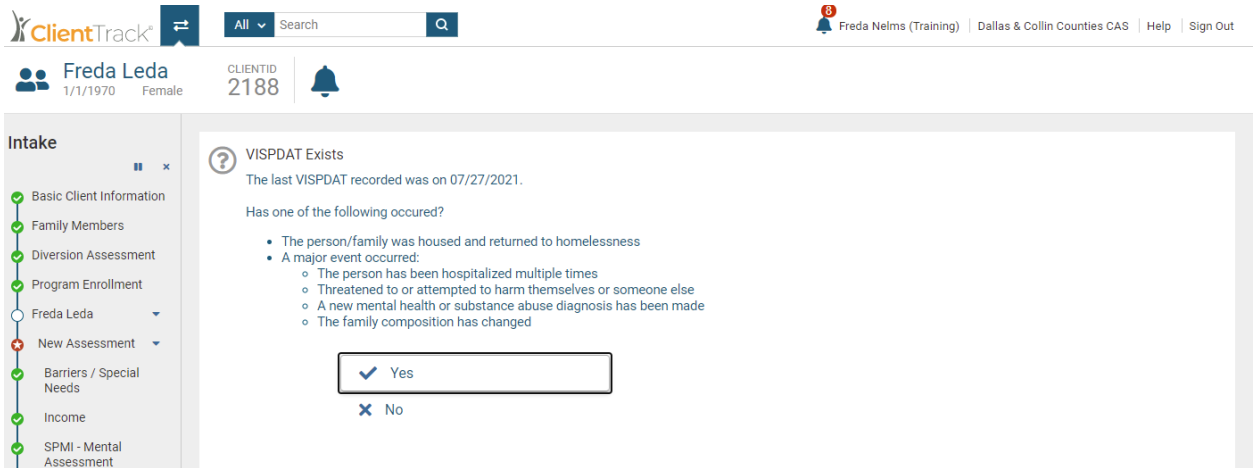 ClientTrack
All
Search
8
Freda Nelms (Training)
Dallas & Collin Counties CAS
Help
Sign Out
Freda Leda
1/1/1970 Female
CLIENTID
2188
Intake
Basic Client Information
Family Members
Diversion Assessment
Program Enrollment
Freda Leda
New Assessment
Barriers / Special
Needs
Income
SPMI - Mental
Assessment
VISPDAT Exists
The last VISPDAT recorded was on 07/27/2021.
Has one of the following occured?
• The person/family was housed and returned to homelessness
• A major event occurred:
◦ The person has been hospitalized multiple times
◦ Threatened to or attempted to harm themselves or someone else
◦ A new mental health or substance abuse diagnosis has been made
◦ The family composition has changed
Yes
No